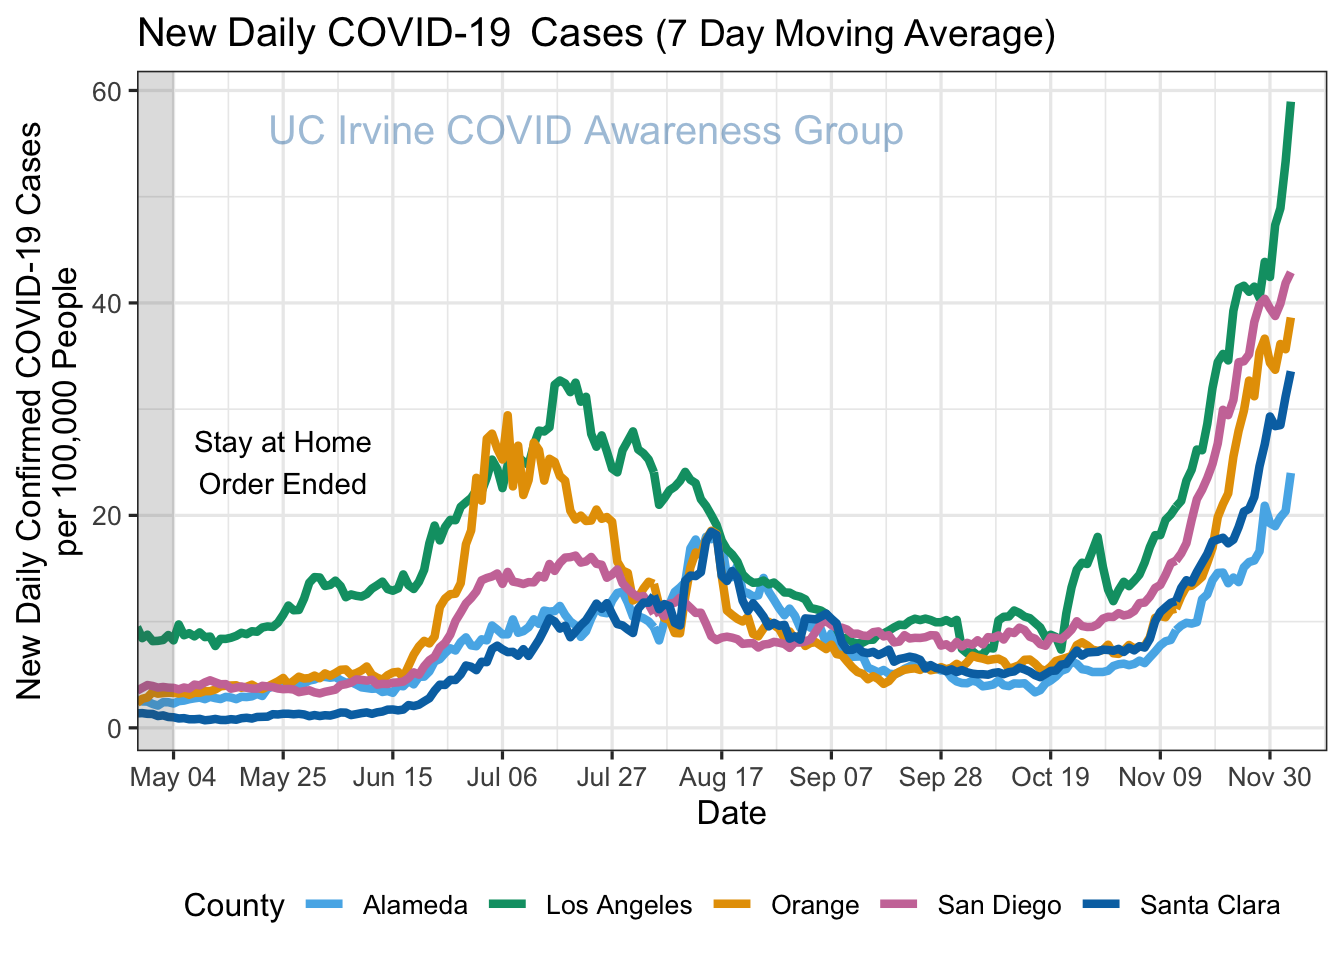 New Daily COVID-19  Cases (7 Day Moving Average)
New Daily Confirmed COVID-19 Cases
per 100,000 People
60
40
20
0
UC Irvine COVID Awareness Group
Stay at Home
Order Ended
May 04 May 25 Jun 15 Jul 06 Jul 27 Aug 17 Sep 07 Sep 28 Oct 19 Nov 09 Nov 30
Date
County Alameda Los Angeles Orange San Diego Santa Clara